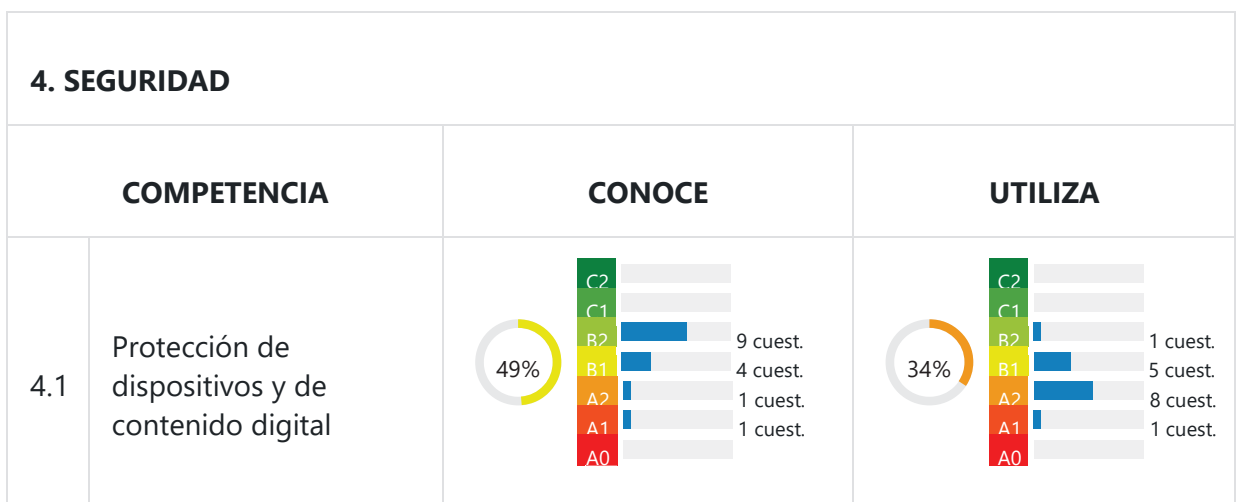 4. SEGURIDAD
COMPETENCIA
CONOCE
UTILIZA
4.1
Protección de
dispositivos y de
contenido digital
49%
C2
C1
B2
9 cuest.
B1
4 cuest.
A2
1 cuest.
A1
1 cuest.
A0
34%
C2
C1
B2
1 cuest.
B1
5 cuest.
A2
8 cuest.
A1
1 cuest.
A0